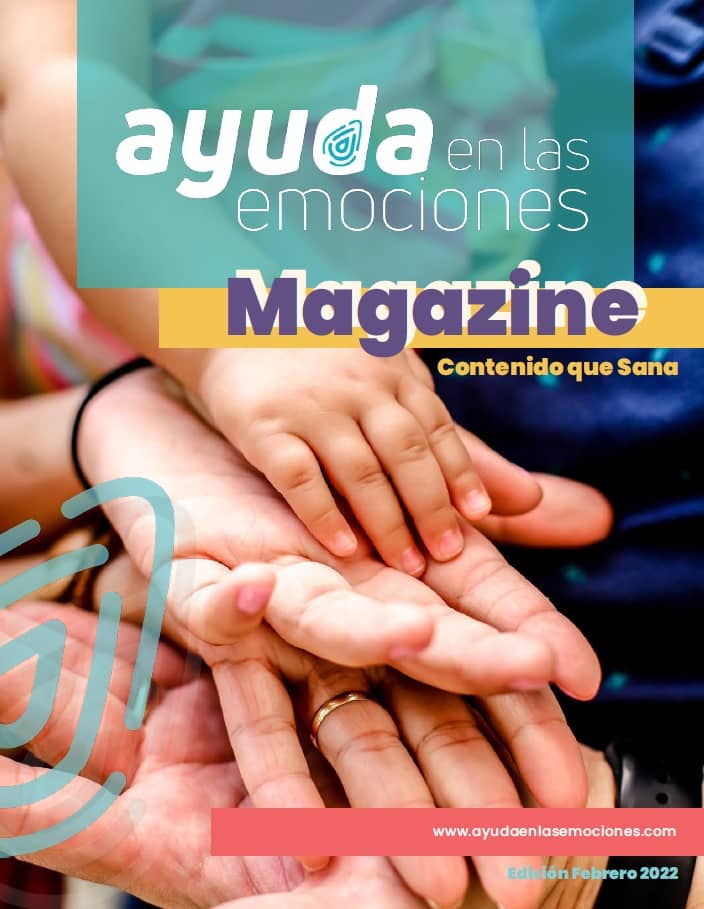 ayuda en las
emociones
Magazine
Contenido que Sana
www.ayudaenlasemociones.com
Edición Febrero 2022